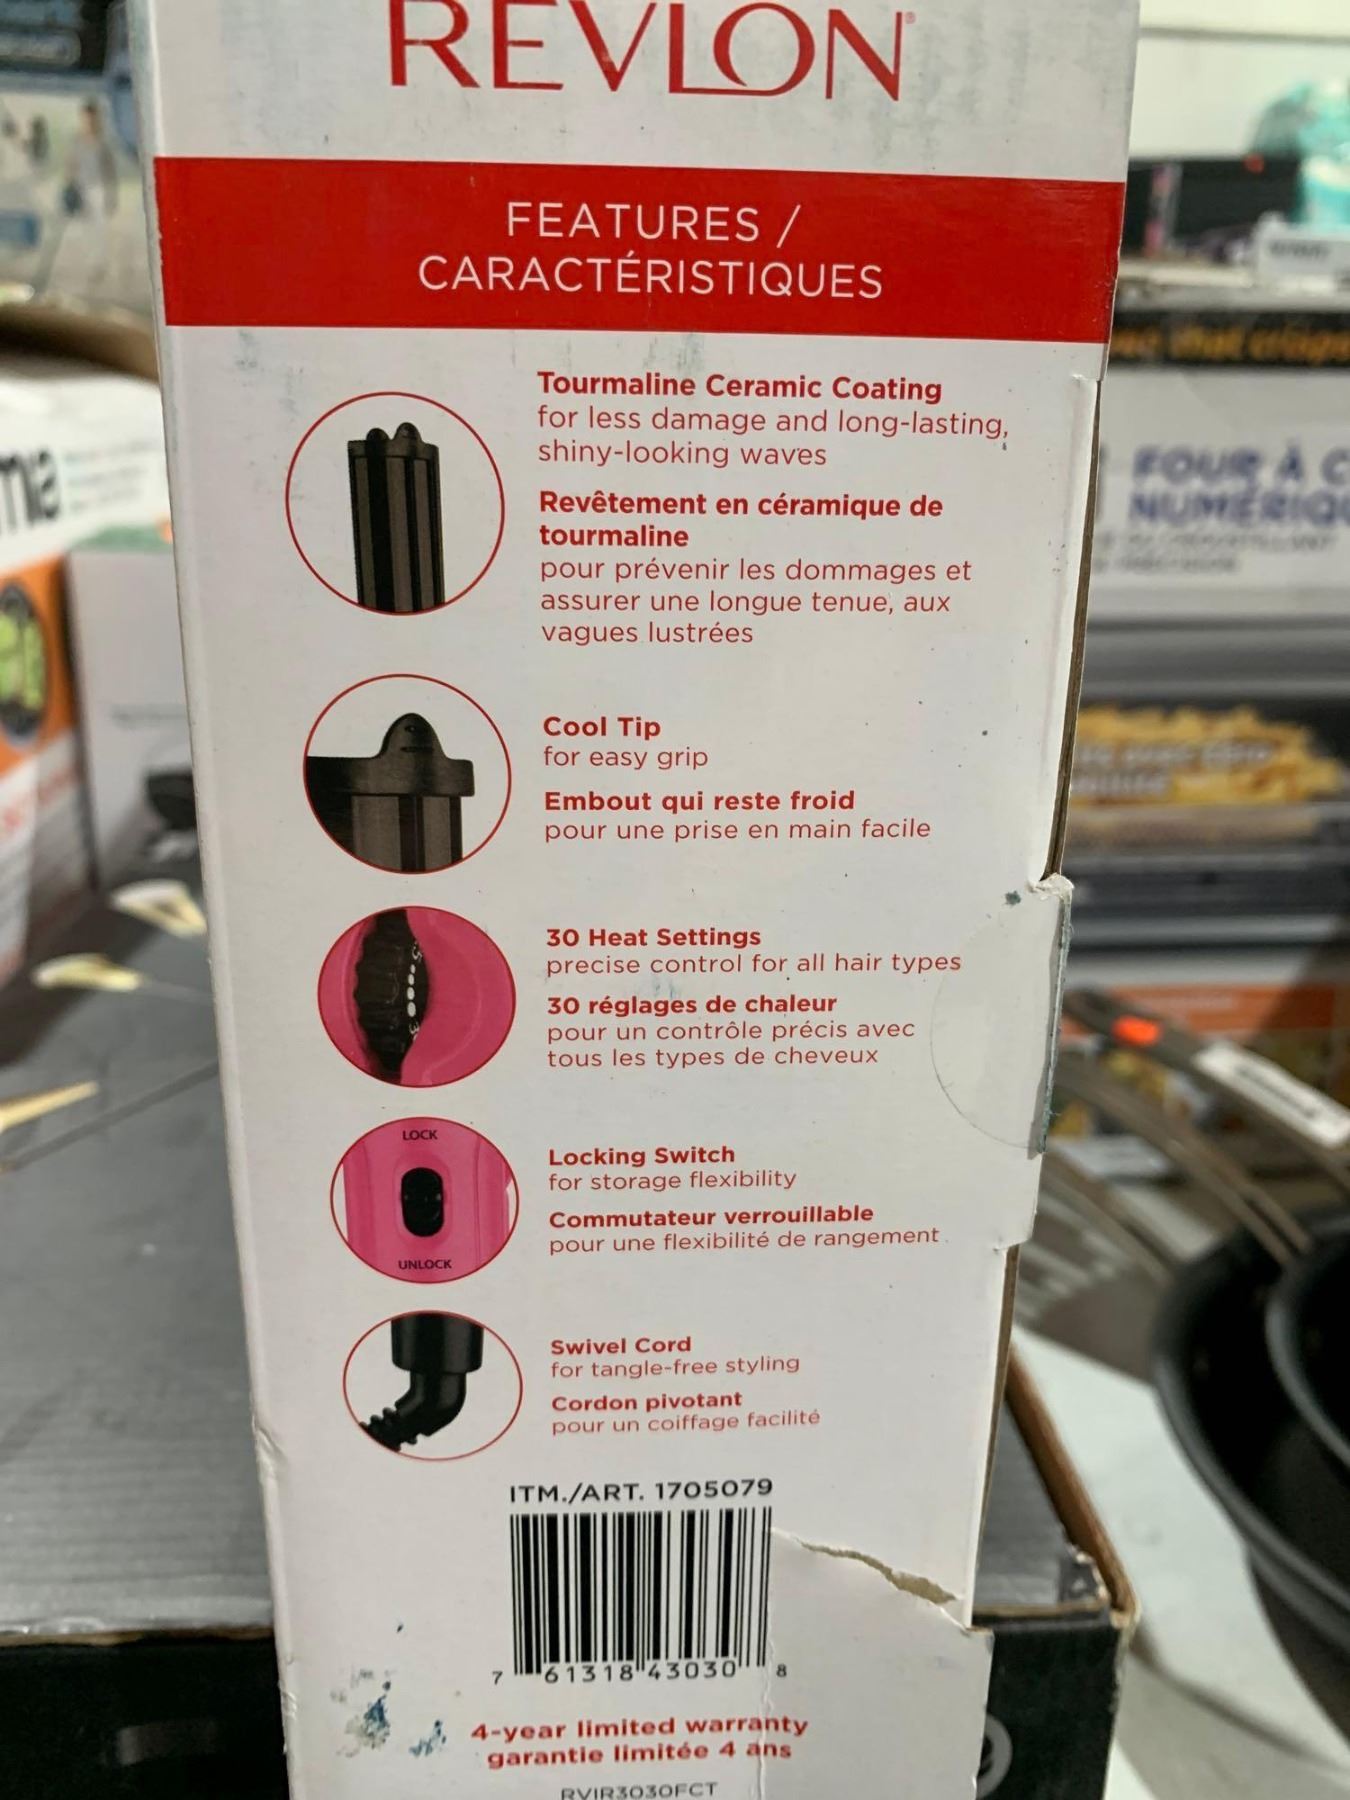 REVLON®
FEATURES /
CARACTÉRISTIQUES
Tourmaline Ceramic Coating
for less damage and long-lasting,
shiny-looking waves
Revêtement en céramique de
tourmaline
pour prévenir les dommages et
assurer une longue tenue, aux
vagues lustrées
Cool Tip
for easy grip
Embout qui reste froid
pour une prise en main facile
30 Heat Settings
precise control for all hair types
30 réglages de chaleur
pour un contrôle précis avec
tous les types de cheveux
LOCK
UNLOCK
Locking Switch
for storage flexibility
Commutateur verrouillable
pour une flexibilité de rangement
Swivel Cord
for tangle-free styling
Cordon pivotant
pour un coiffage facilité
ITM./ART. 1705079
7 61318 43030 8
4-year limited warranty
garantie limitée 4 ans
RVIR3030FCT
FOUR À C
NUMÉRIQ